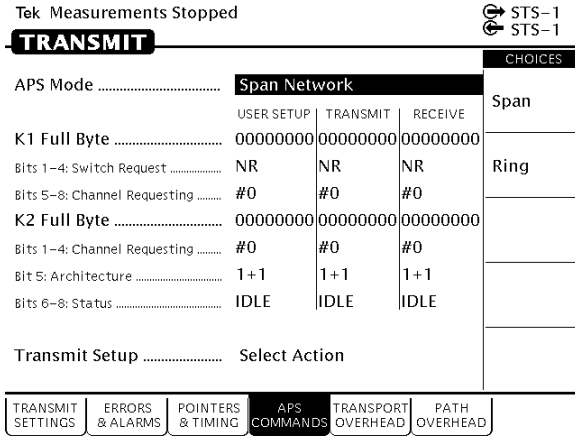 Tek Measurements Stopped
STS-1
STS-1
TRANSMIT
CHOICES
APS Mode .................................. Span Network
Span
USER SETUP TRANSMIT RECEIVE
K1 Full Byte ............................. 00000000 00000000 00000000
Bits 1-4: Switch Request .............. NR NR NR
Ring
Bits 5-8: Channel Requesting ........ #0 #0 #0
K2 Full Byte ............................. 00000000 00000000 00000000
Bits 1-4: Channel Requesting ........ #0 #0 #0
Bit 5: Architecture ........................ 1+1 1+1 1+1
Bits 6-8: Status ............................. IDLE IDLE IDLE
Transmit Setup ...................... Select Action
TRANSMIT SETTINGS
ERRORS & ALARMS
POINTERS & TIMING
APS COMMANDS
TRANSPORT OVERHEAD
PATH OVERHEAD